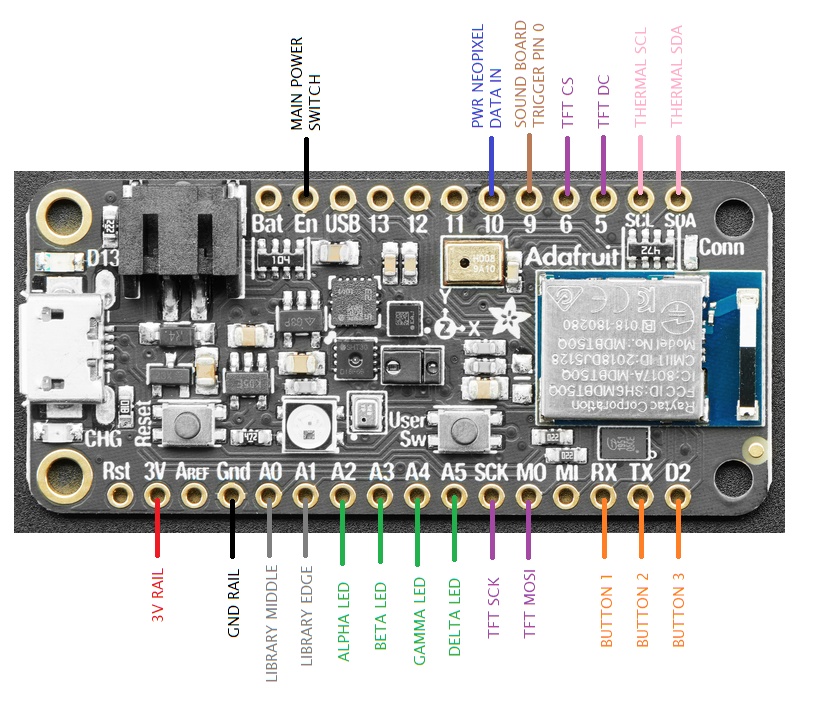 MAIN POWER
SWITCH
PWR NEOPIXEL
DATA IN
SOUND BOARD
TRIGGER PIN 0
TFT CS
TFT DC
THERMAL SCL
THERMAL SDA
Bat En USB 13 12 11 10 9 6 5 SCL SDA
D13
104
Adafruit
472
Conn
Y
Z X
Raytac Corporation
FCC ID:SH6MDBT50Q
IC:8017A-MDBT50Q
CMIIT ID:2018DJ5128
Model No.:MDBT50Q
R 018-180280
Reset
CHG
472
User
Sw
Rst 3V AREF Gnd A0 A1 A2 A3 A4 A5 SCK MO MI RX TX D2
3V RAIL
GND RAIL
LIBRARY MIDDLE
LIBRARY EDGE
ALPHA LED
BETA LED
GAMMA LED
DELTA LED
TFT SCK
TFT MOSI
BUTTON 1
BUTTON 2
BUTTON 3